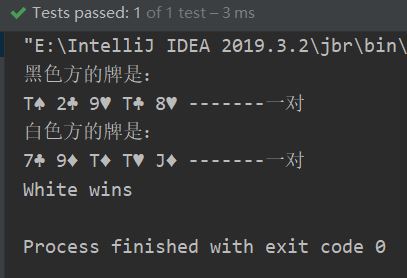 Tests passed: 1 of 1 test – 3 ms
"E:\IntelliJ IDEA 2019.3.2\jbr\bin\
黑色方的牌是:
T♠ 2♣ 9♥ T♣ 8♥ -------一对
白色方的牌是:
7♣ 9♦ T♦ T♥ J♦ -------一对
White wins
Process finished with exit code 0